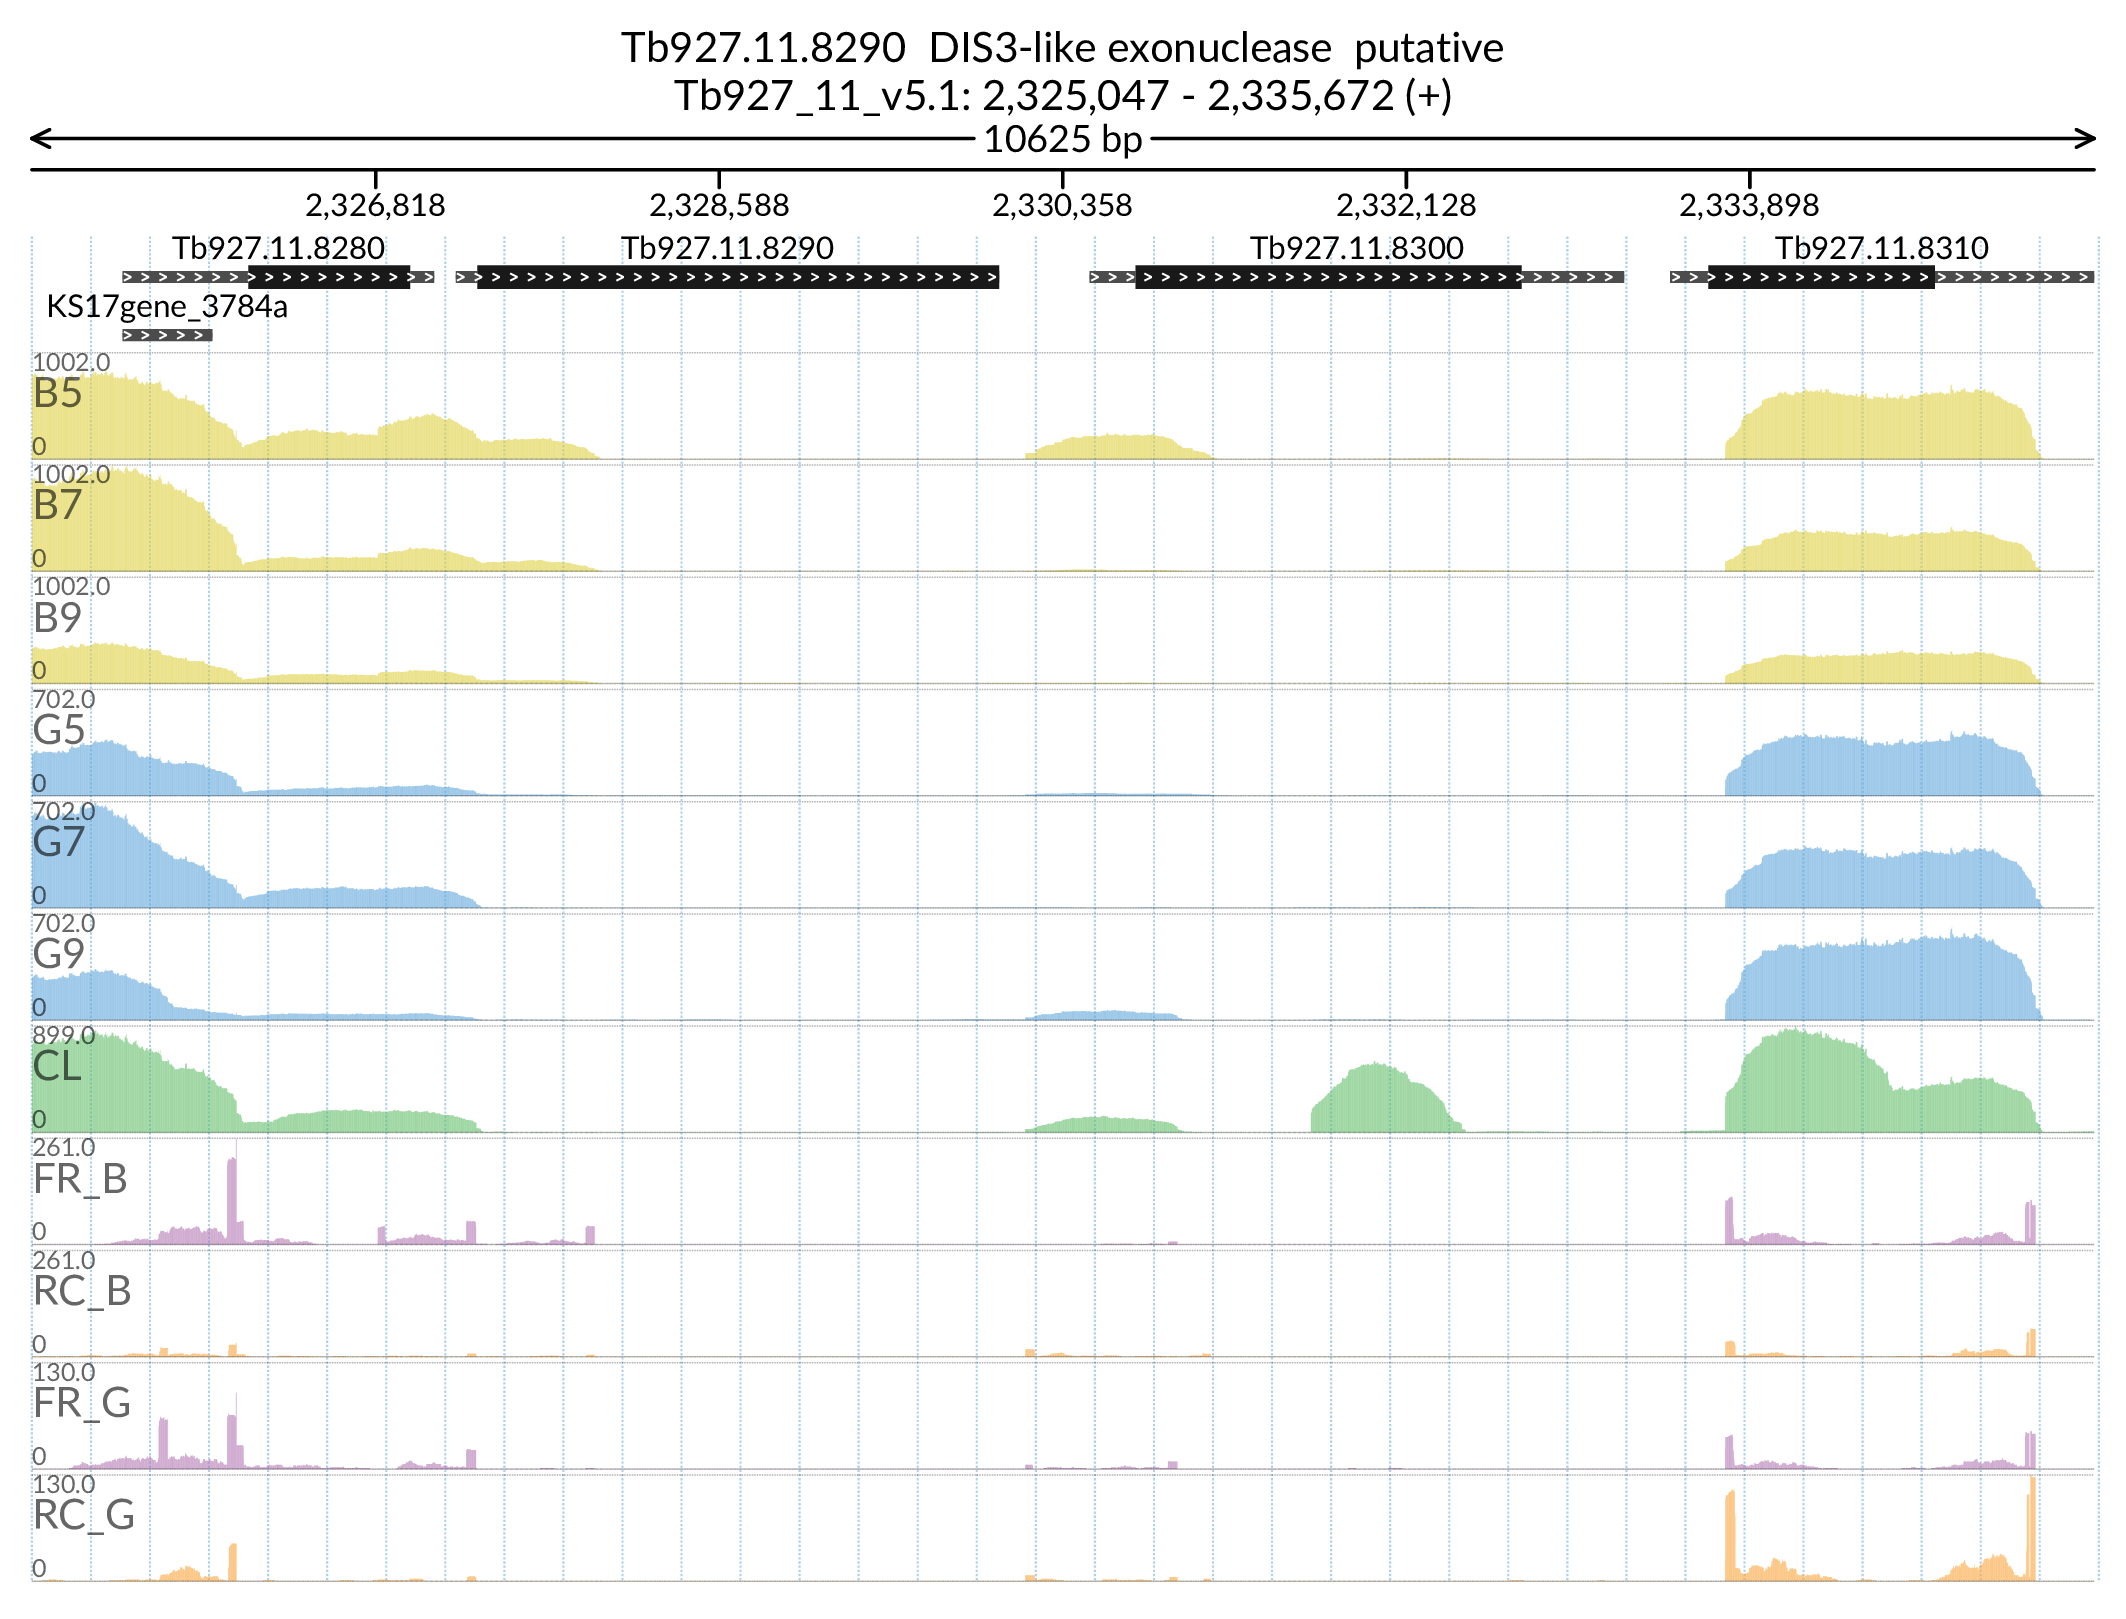 Tb927.11.8290  DIS3-like exonuclease  putative
Tb927_11_v5.1: 2,325,047 - 2,335,672 (+)
10625 bp
2,326,818 2,328,588 2,330,358 2,332,128 2,333,898
Tb927.11.8280 Tb927.11.8290 Tb927.11.8300 Tb927.11.8310
KS17gene_3784a
1002.0
B5
0
1002.0
B7
0
1002.0
B9
0
702.0
G5
0
702.0
G7
0
702.0
G9
0
899.0
CL
0
261.0
FR_B
0
261.0
RC_B
0
130.0
FR_G
0
130.0
RC_G
0